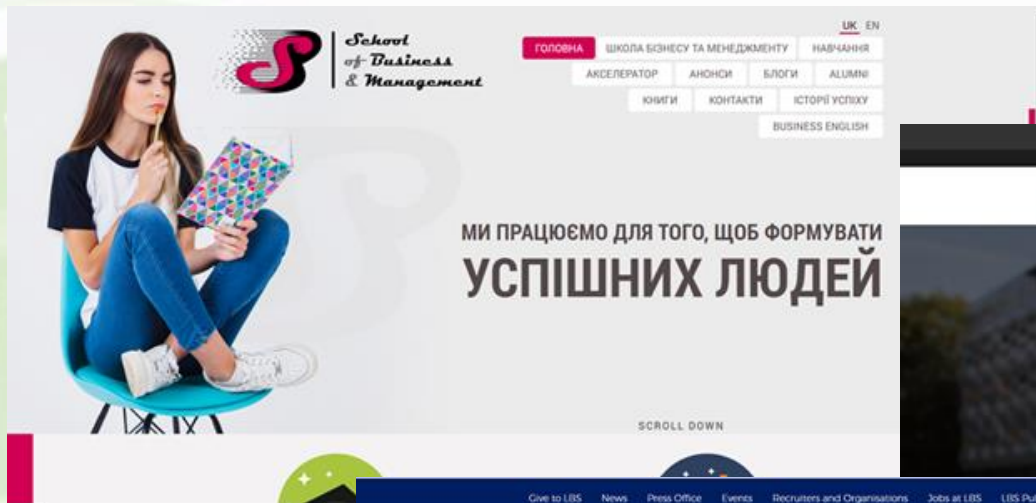 School
of Business
& Management
UK EN
ГОЛОВНА ШКОЛА БІЗНЕСУ ТА МЕНЕДЖМЕНТУ НАВЧАННЯ
АКСЕЛЕРАТОР АНОНСИ БЛОГИ ALUMNI
КНИГИ КОНТАКТИ ІСТОРІЇ УСПІХУ
BUSINESS ENGLISH
МИ ПРАЦЮЄМО ДЛЯ ТОГО, ЩОБ ФОРМУВАТИ
УСПІШНИХ ЛЮДЕЙ
SCROLL DOWN
Give to LBS News Press Office Events Recruiters and Organisations Jobs at LBS LBS